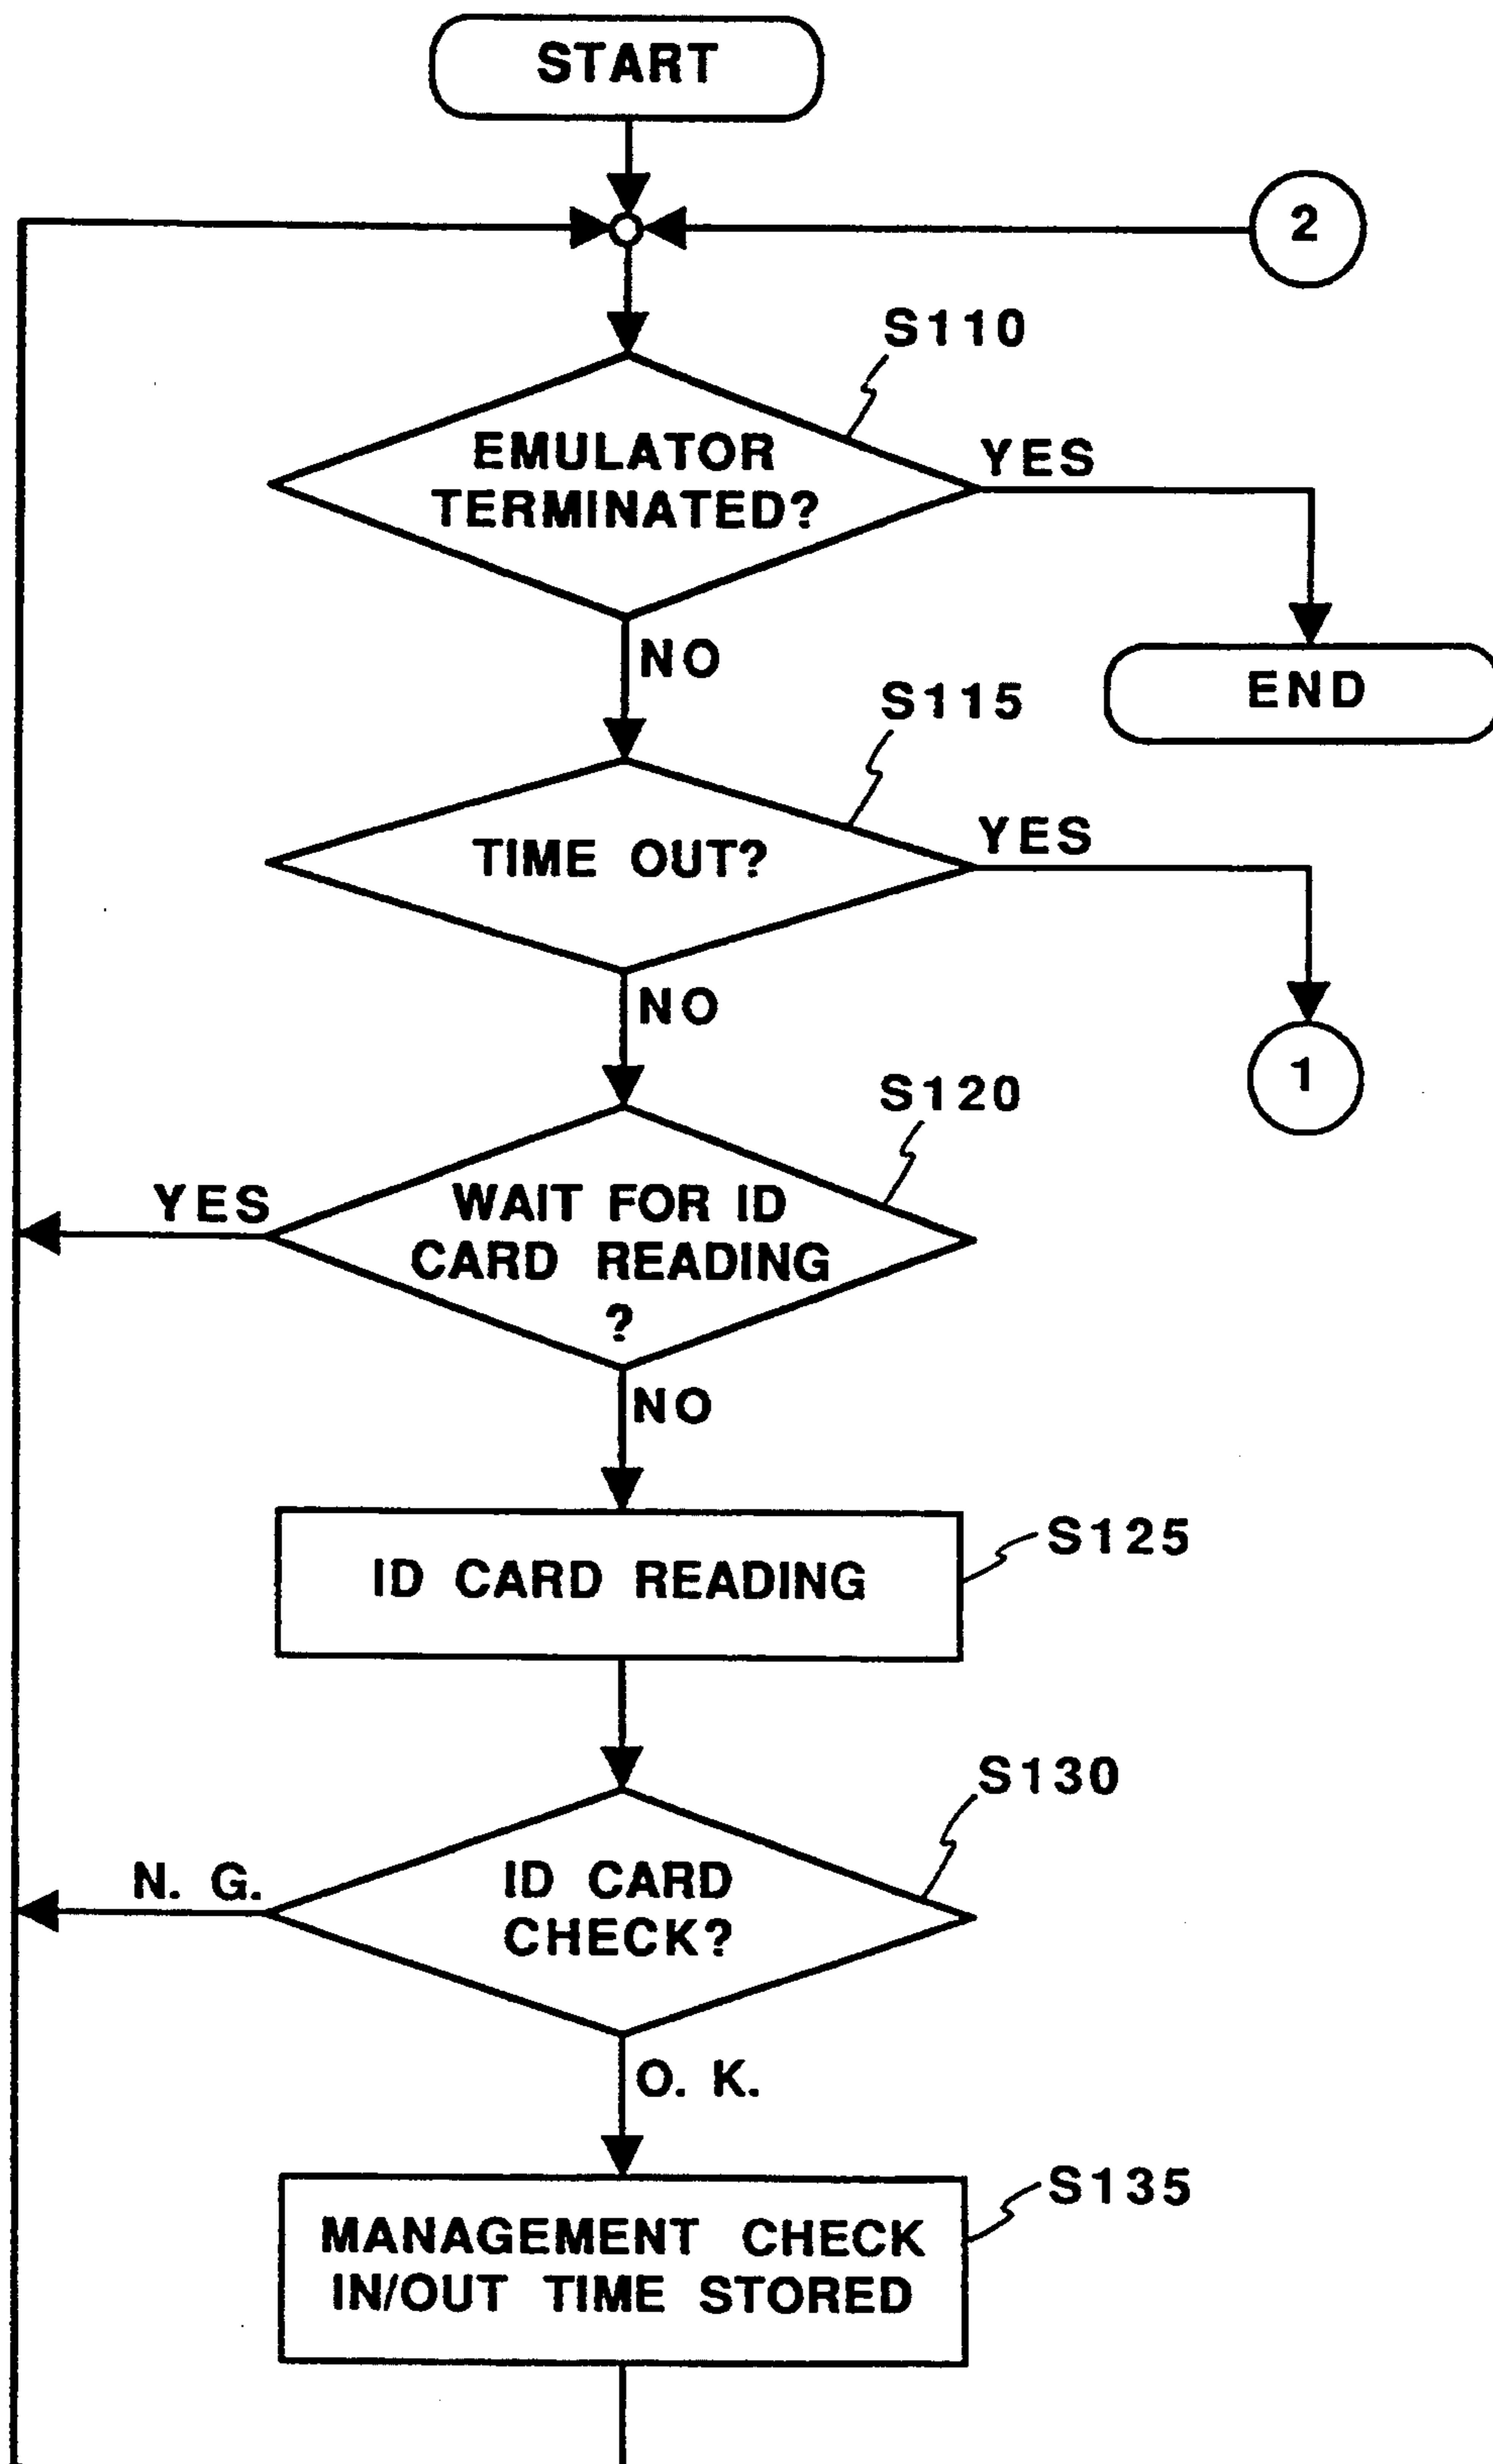 START
2
S110
EMULATOR
TERMINATED?
YES
NO
END
S115
TIME OUT?
YES
NO
1
S120
YES
WAIT FOR ID
CARD READING
?
NO
ID CARD READING
S125
S130
N. G.
ID CARD
CHECK?
O. K.
S135
MANAGEMENT CHECK
IN/OUT TIME STORED